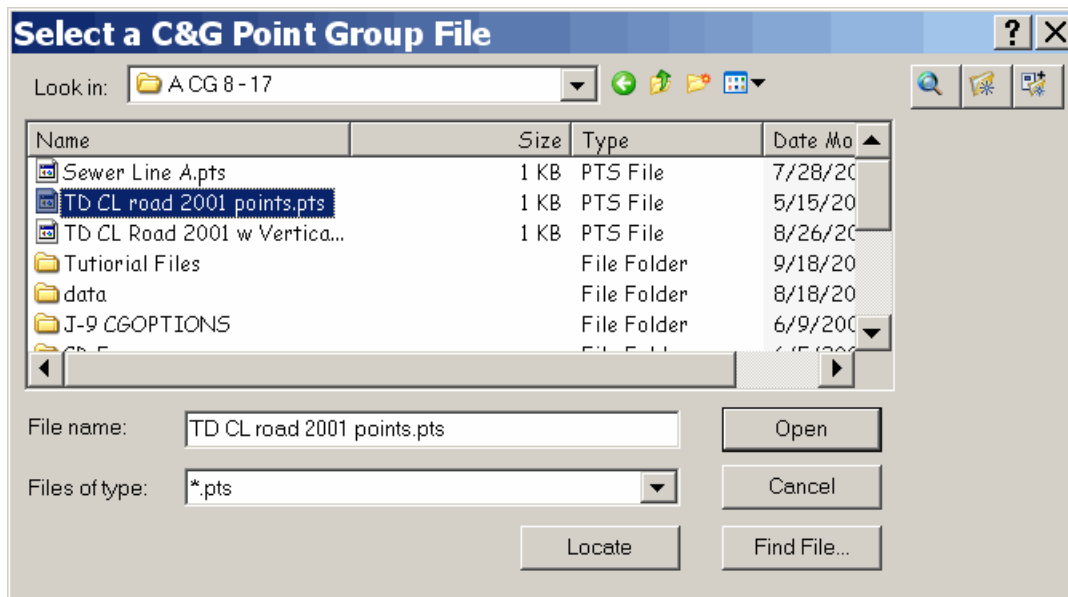 Select a C&G Point Group File
Look in: A CG 8 - 17
Name Size Type Date Mo
Sewer Line A.pts 1 KB PTS File 7/28/20
TD CL road 2001 points.pts 1 KB PTS File 5/15/20
TD CL Road 2001 w Vertica... 1 KB PTS File 8/26/20
Tutiorial Files File Folder 9/18/20
data File Folder 8/18/20
J-9 CGOPTIONS File Folder 6/9/200
File name: TD CL road 2001 points.pts Open
Files of type: *.pts Cancel
Locate Find File...